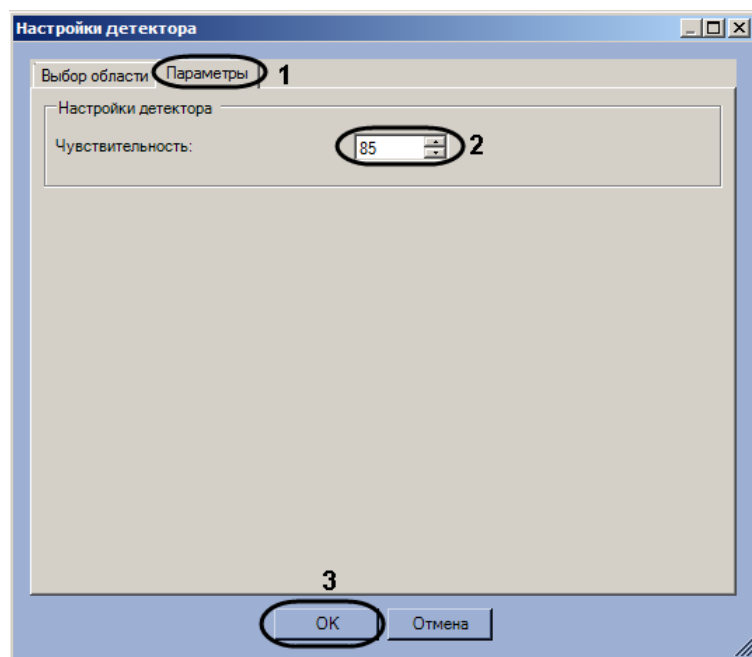 Настройки детектора
Выбор области Параметры 1
Настройки детектора
Чувствительность: 85 2
3
OK Отмена